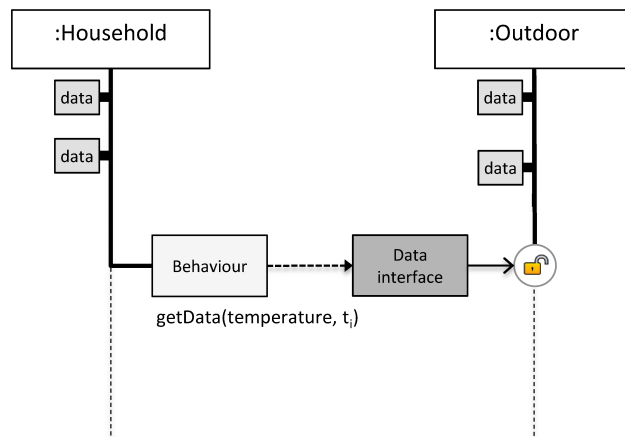 :Household
:Outdoor
data
data
data
data
Behaviour
Data
interface
getData(temperature, tᵢ)